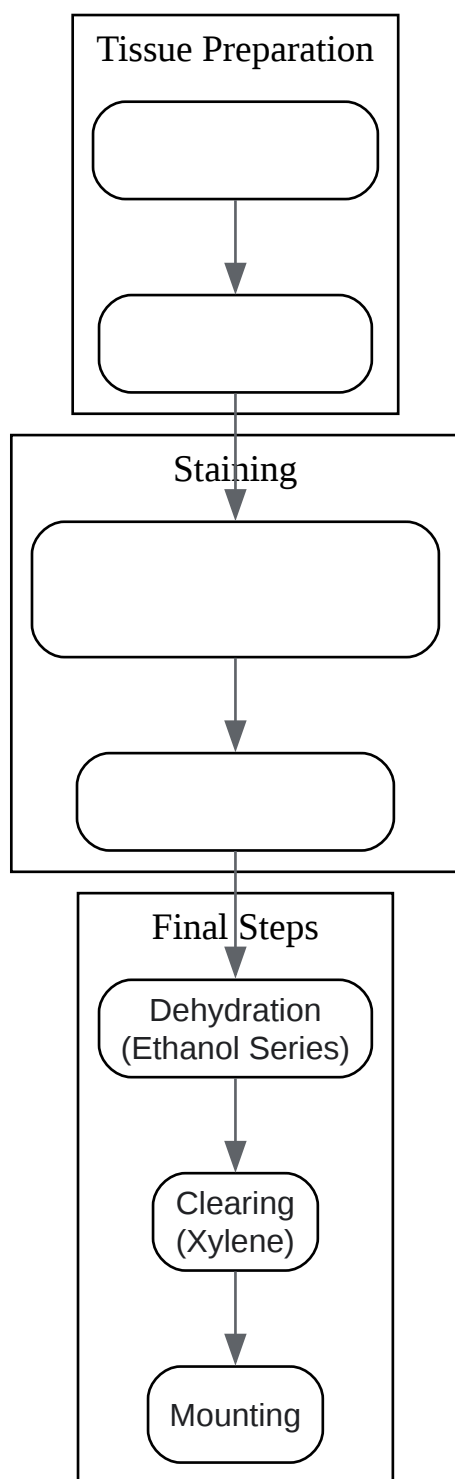 Tissue Preparation
Staining
Final Steps
Dehydration
(Ethanol Series)
Clearing
(Xylene)
Mounting